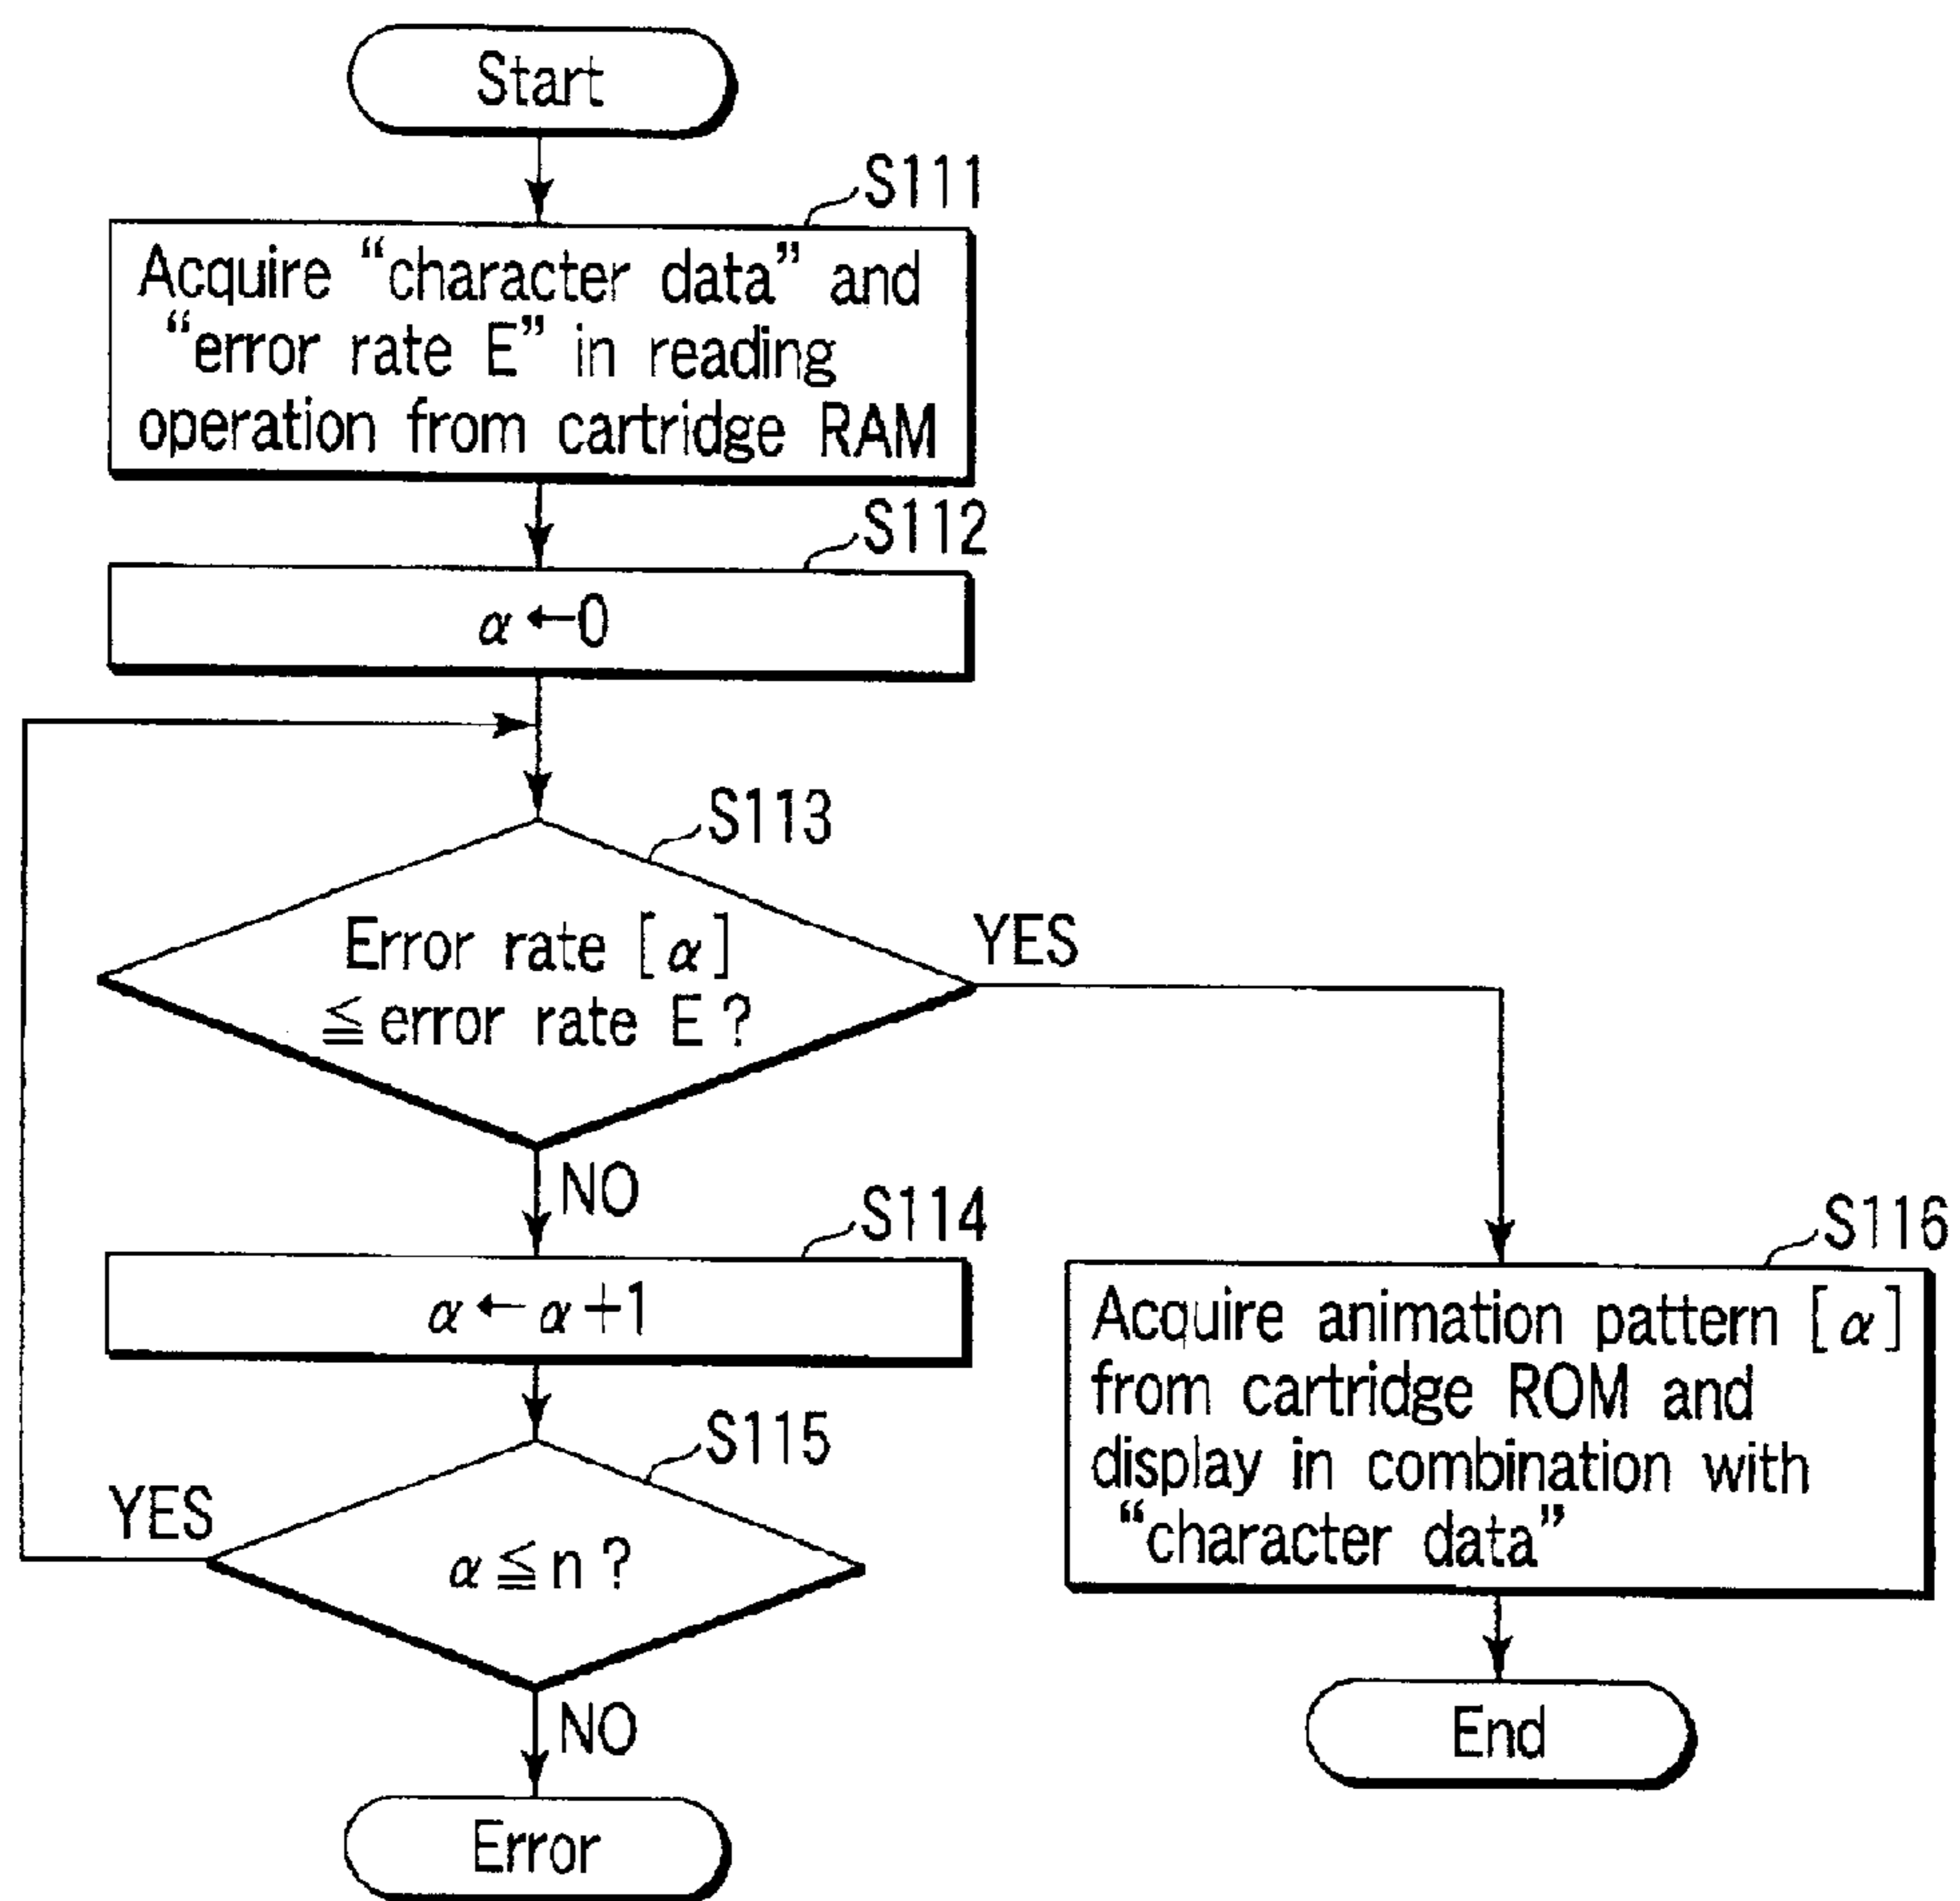 Start
S111
Acquire “character data” and
“error rate E” in reading
operation from cartridge RAM
S112
α←0
S113
Error rate [α]
≦error rate E?
YES
NO
S114
α←α+1
S115
α≦n?
YES
NO
Error
S116
Acquire animation pattern [α]
from cartridge ROM and
display in combination with
“character data”
End